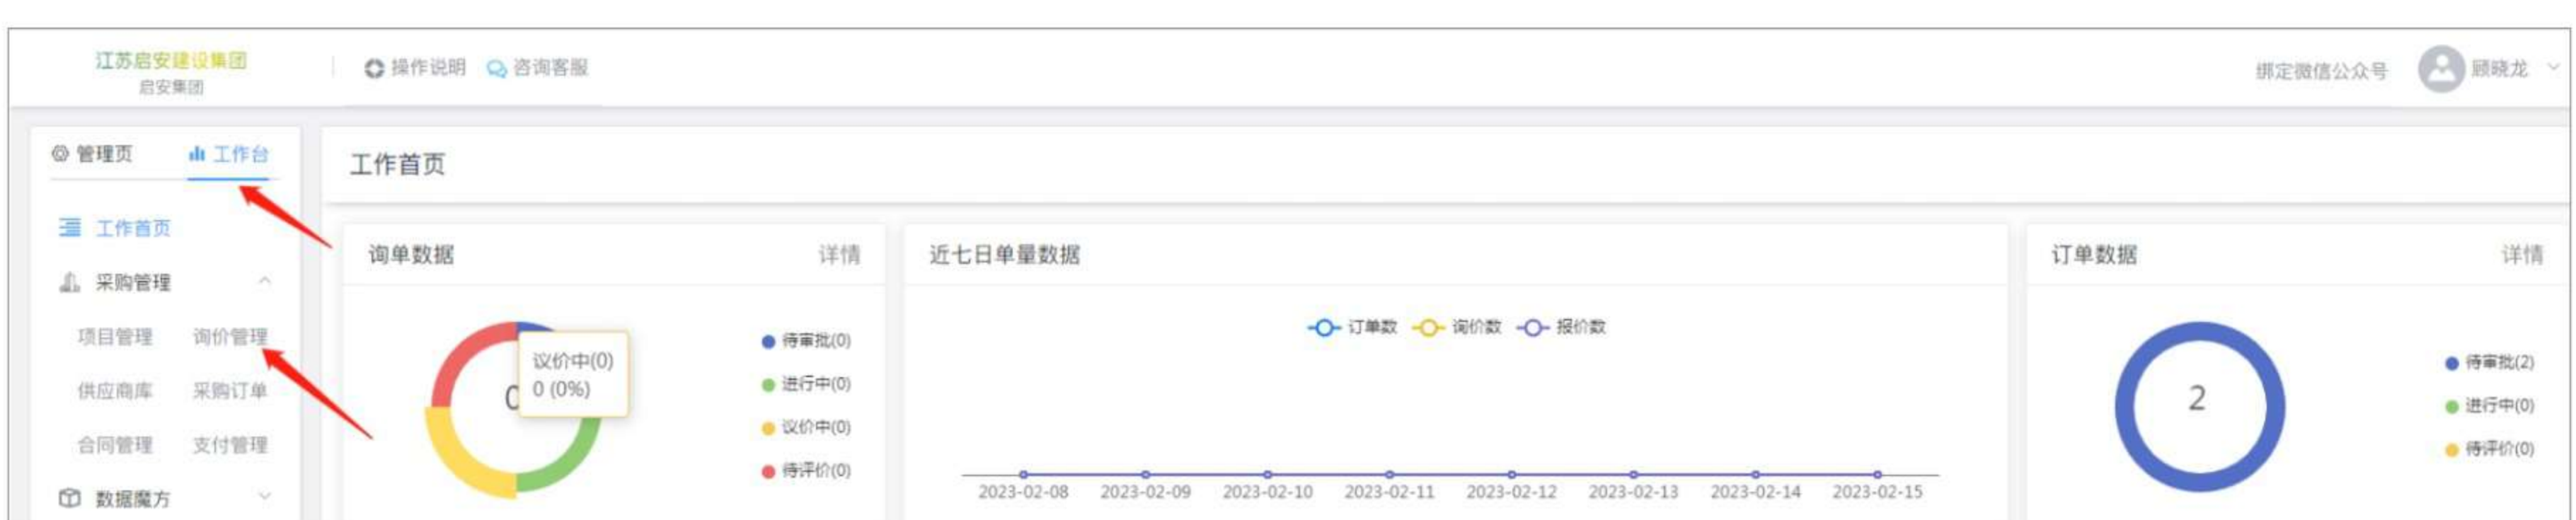 江苏启安建设集团
启安集团
操作说明 咨询客服
绑定微信公众号 顾晓龙
管理页 工作台
工作首页
采购管理
项目管理 询价管理
供应商库 采购订单
合同管理 支付管理
数据魔方
工作首页
询单数据 详情
议价中(0)
0 (0%)
待审批(0)
进行中(0)
议价中(0)
待评价(0)
近七日单量数据
订单数 询价数 报价数
2023-02-08 2023-02-09 2023-02-10 2023-02-11 2023-02-12 2023-02-13 2023-02-14 2023-02-15
订单数据 详情
2
待审批(2)
进行中(0)
待评价(0)